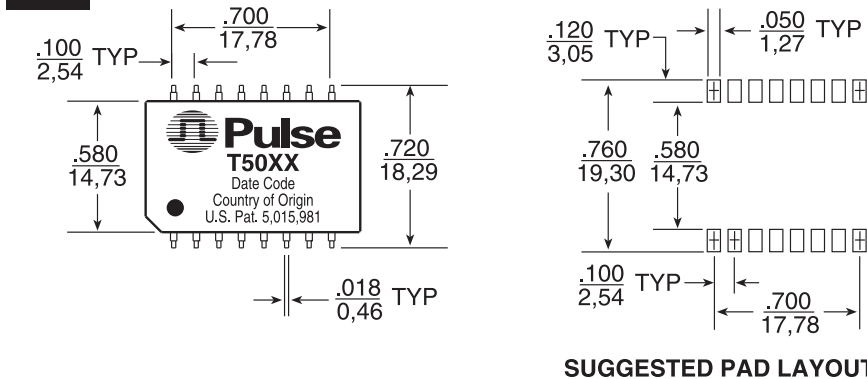 .700
17,78
.100
2,54 TYP
.580
14,73
Pulse
T50XX
Date Code
Country of Origin
U.S. Pat. 5,015,981
.720
18,29
.018
0,46 TYP
.120
3,05 TYP
.050
1,27 TYP
.760
19,30
.580
14,73
.100
2,54 TYP
.700
17,78
SUGGESTED PAD LAYOUT